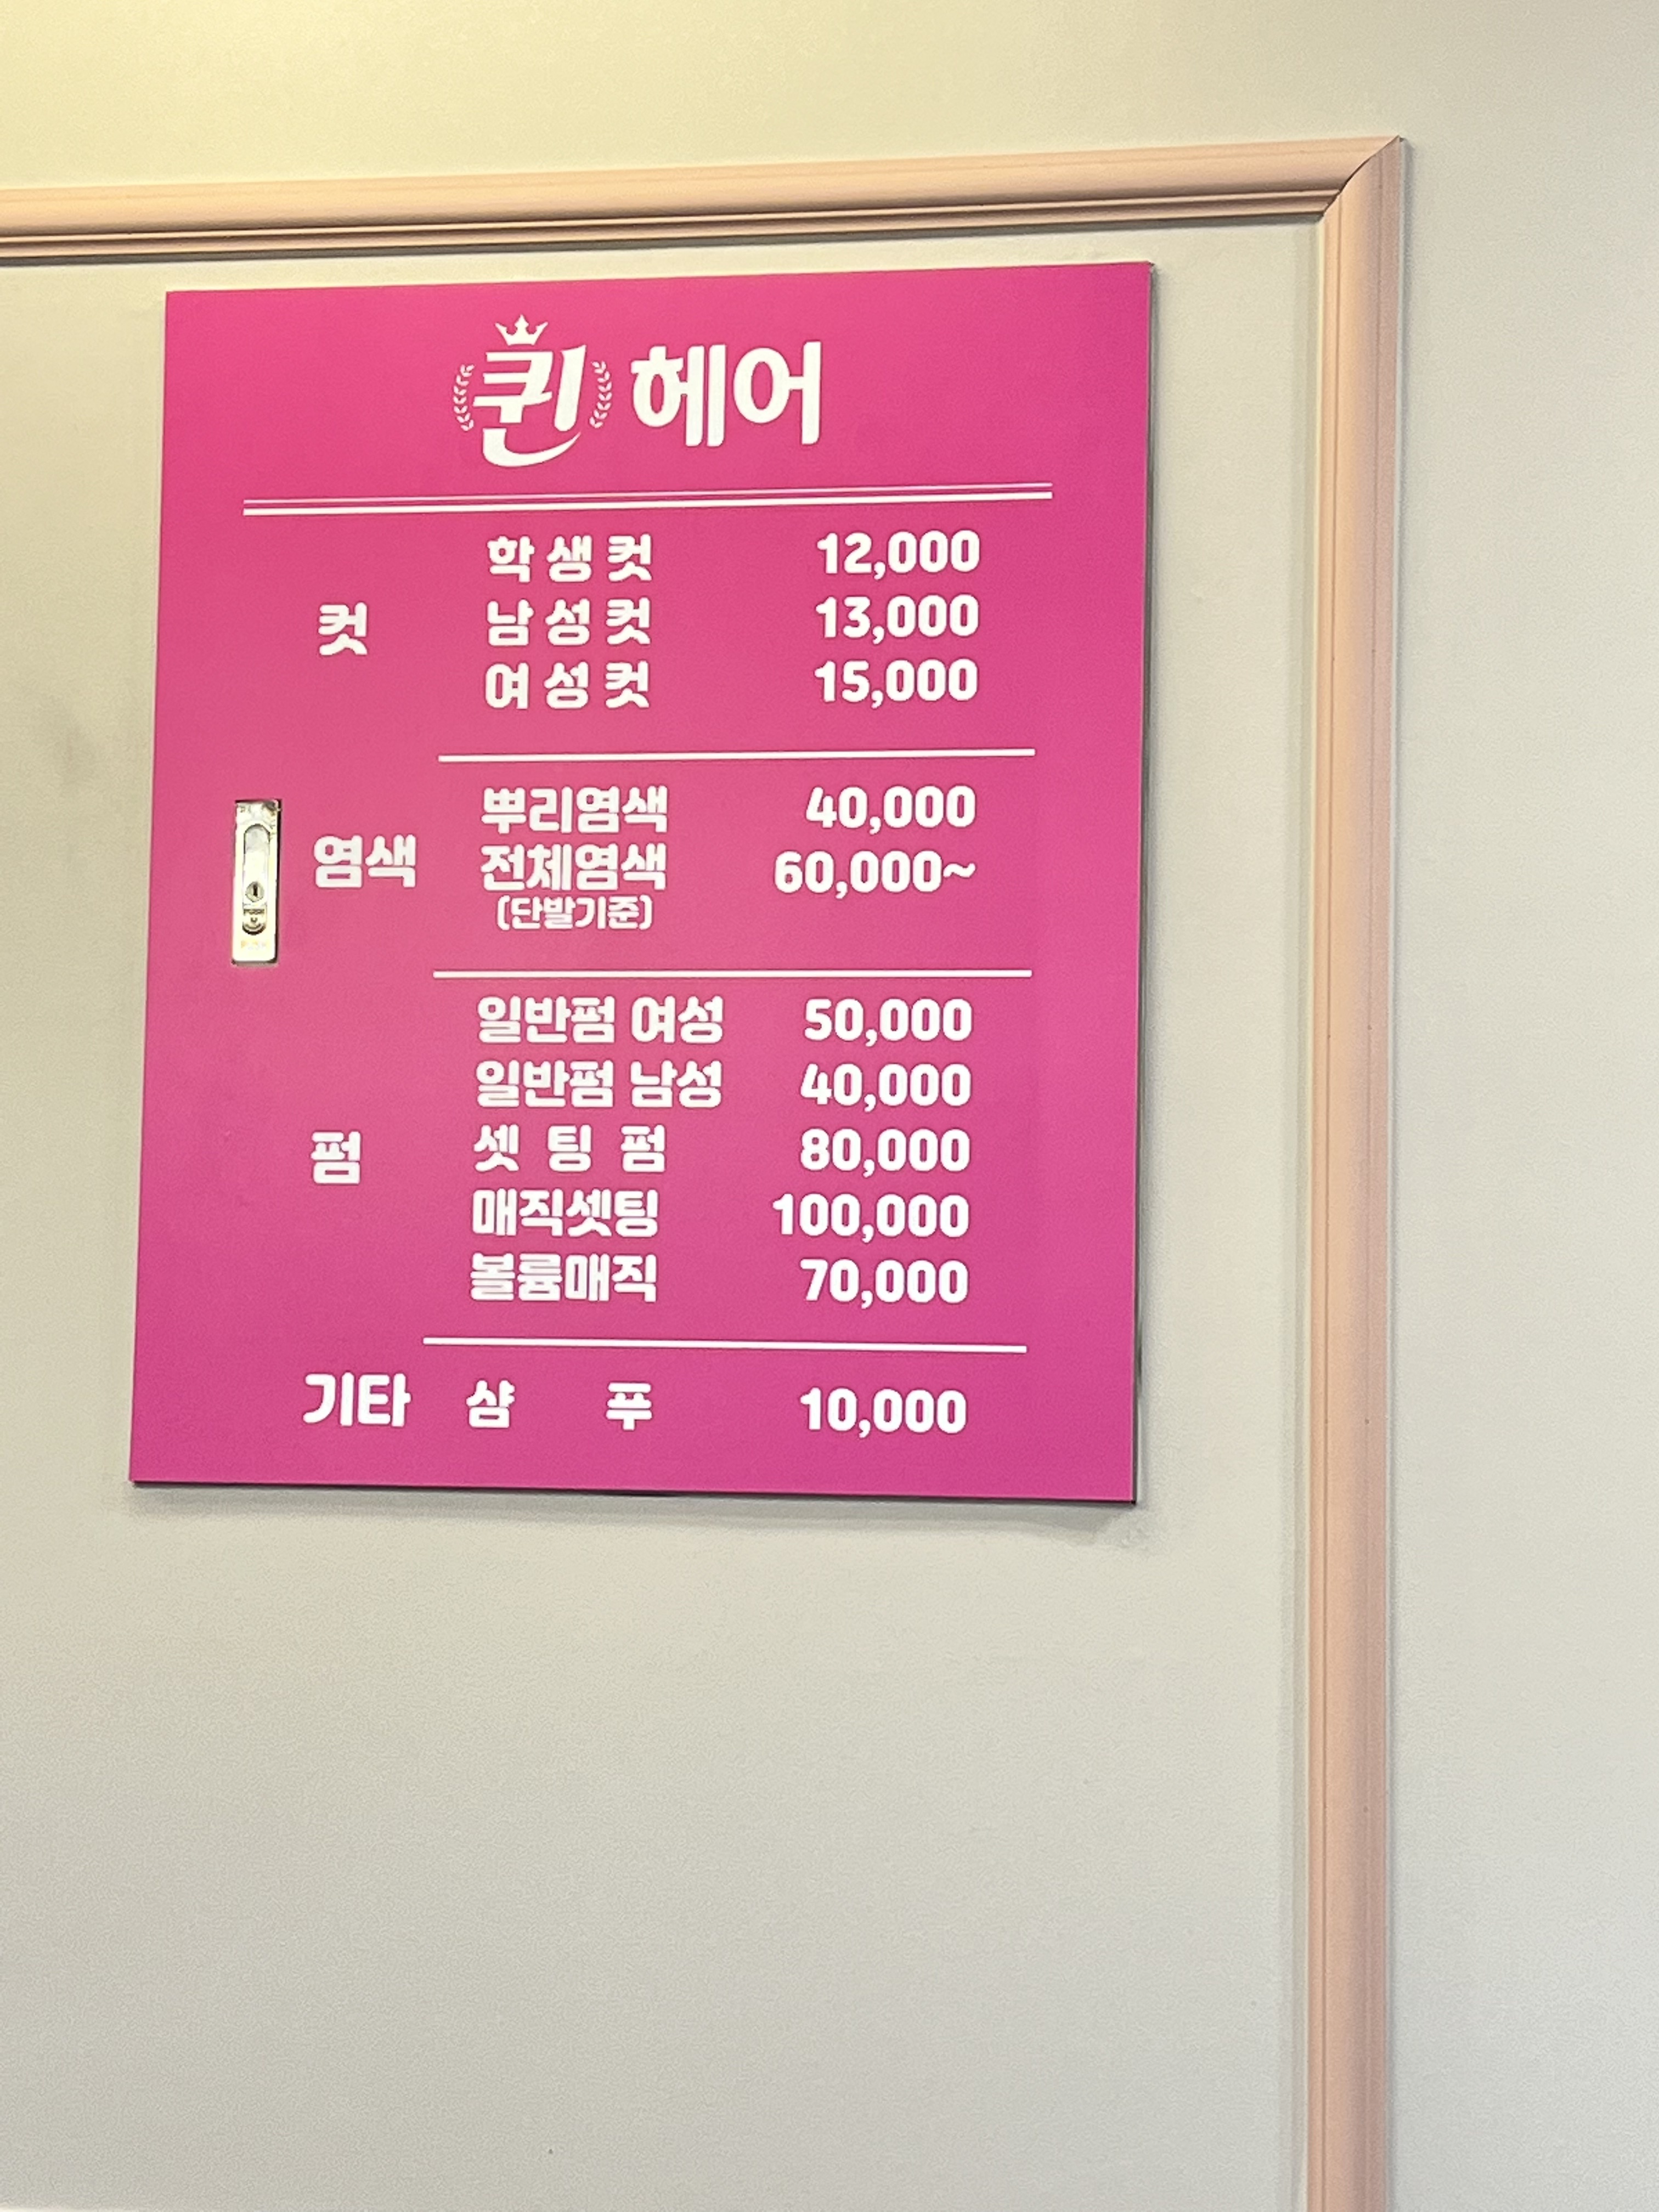 퀸 헤어
컷
학생컷 12,000
남성컷 13,000
여성컷 15,000
염색
뿌리염색 40,000
전체염색 60,000~
(단발기준)
펌
일반펌 여성 50,000
일반펌 남성 40,000
셋팅펌 80,000
매직셋팅 100,000
볼륨매직 70,000
기타 샴푸 10,000